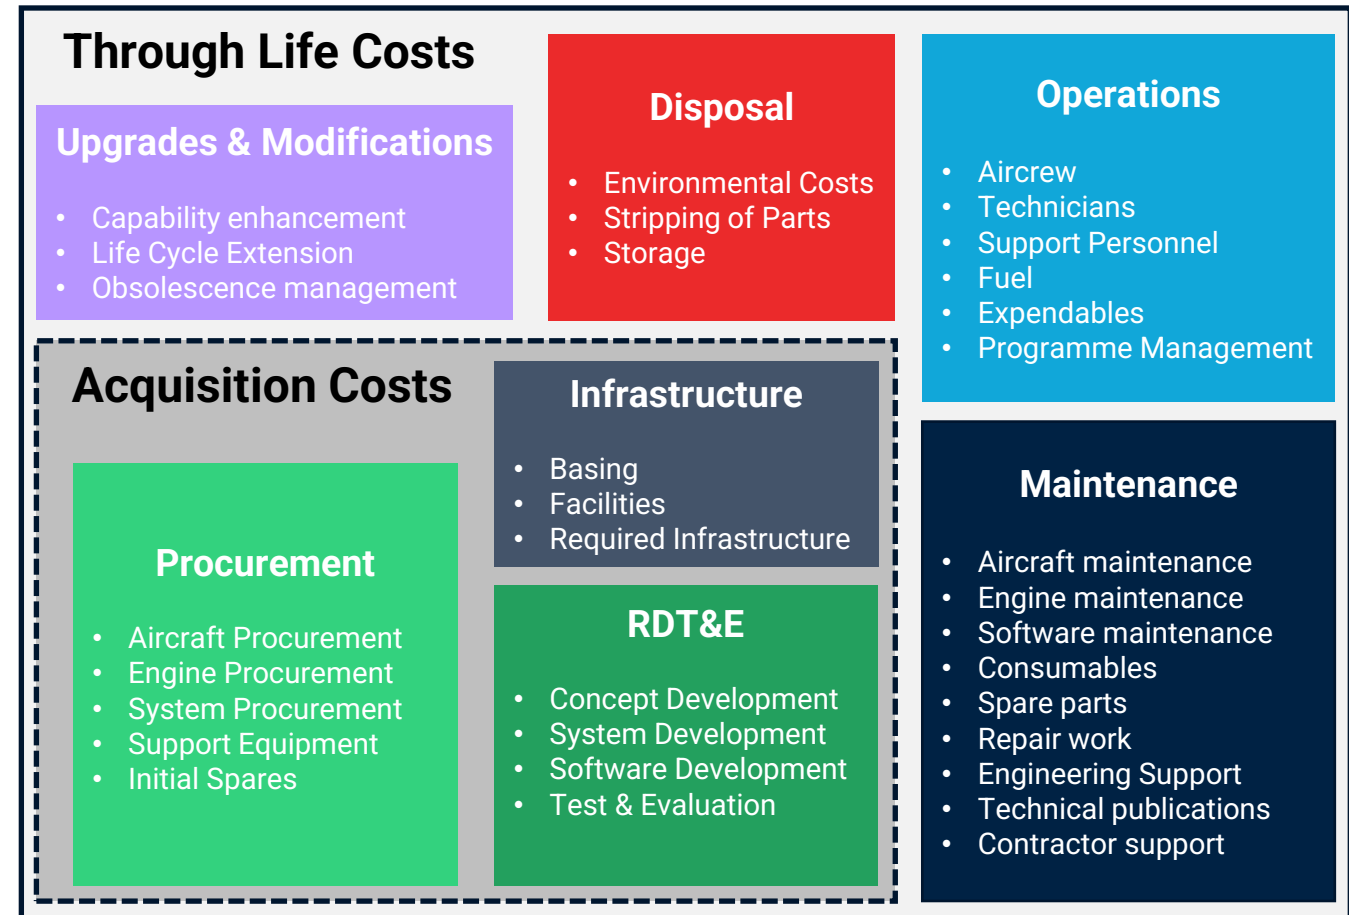 Through Life Costs
Upgrades & Modifications
• Capability enhancement
• Life Cycle Extension
• Obsolescence management
Disposal
• Environmental Costs
• Stripping of Parts
• Storage
Operations
• Aircrew
• Technicians
• Support Personnel
• Fuel
• Expendables
• Programme Management
Acquisition Costs
Procurement
• Aircraft Procurement
• Engine Procurement
• System Procurement
• Support Equipment
• Initial Spares
Infrastructure
• Basing
• Facilities
• Required Infrastructure
RDT&E
• Concept Development
• System Development
• Software Development
• Test & Evaluation
Maintenance
• Aircraft maintenance
• Engine maintenance
• Software maintenance
• Consumables
• Spare parts
• Repair work
• Engineering Support
• Technical publications
• Contractor support